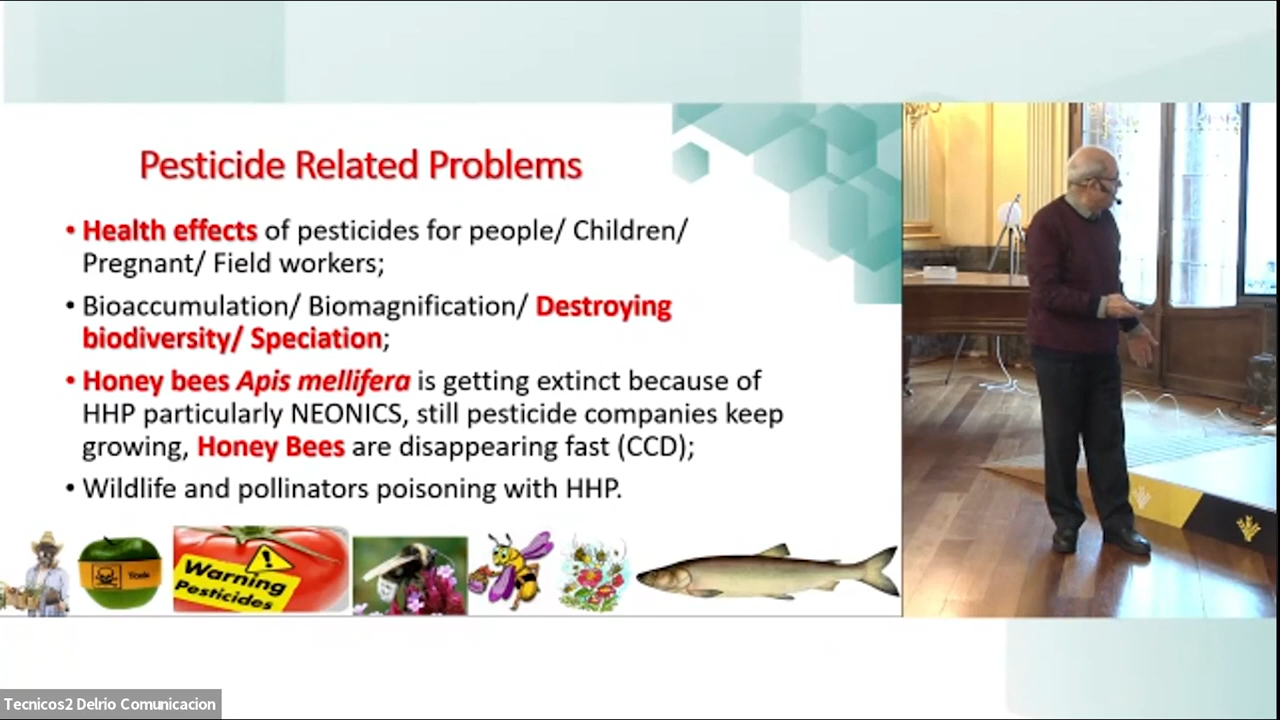 Pesticide Related Problems
• Health effects of pesticides for people/ Children/
Pregnant/ Field workers;
• Bioaccumulation/ Biomagnification/ Destroying
biodiversity/ Speciation;
• Honey bees Apis mellifera is getting extinct because of
HHP particularly NEONICS, still pesticide companies keep
growing, Honey Bees are disappearing fast (CCD);
• Wildlife and pollinators poisoning with HHP.
Toxic
Warning
Pesticides
Tecnicos2 Delrio Comunicacion